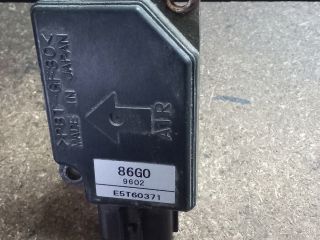 >PBT-GF30<
MADE IN JAPAN
AIR
86G0
9602
E5T60371